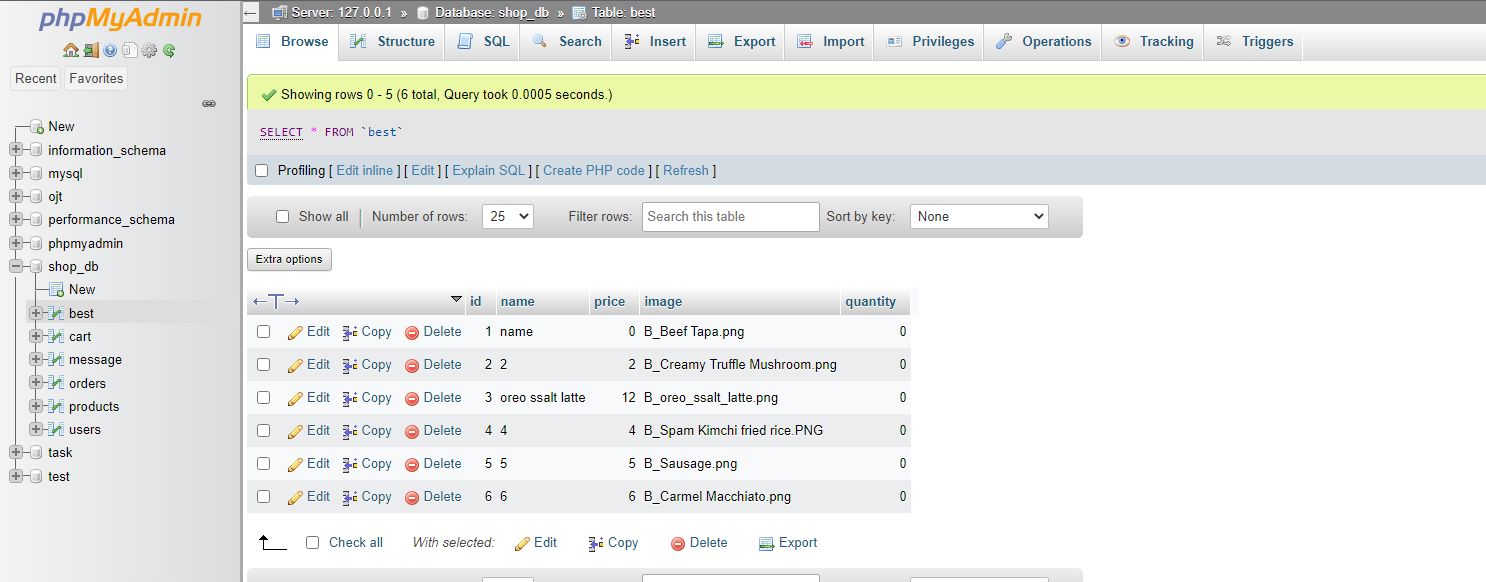 phpMyAdmin
Recent Favorites
New
information_schema
mysql
ojt
performance_schema
phpmyadmin
shop_db
New
best
cart
message
orders
products
users
task
test
Server: 127.0.0.1 » Database: shop_db » Table: best
Browse Structure SQL Search Insert Export Import Privileges Operations Tracking Triggers
Showing rows 0 - 5 (6 total, Query took 0.0005 seconds.)
SELECT * FROM `best`
Profiling [ Edit inline ] [ Edit ] [ Explain SQL ] [ Create PHP code ] [ Refresh ]
Show all | Number of rows: 25 Filter rows: Search this table Sort by key: None
Extra options
←T→ id name price image quantity
Edit Copy Delete 1 name 0 B_Beef Tapa.png 0
Edit Copy Delete 2 2 2 B_Creamy Truffle Mushroom.png 0
Edit Copy Delete 3 oreo ssalt latte 12 B_oreo_ssalt_latte.png 0
Edit Copy Delete 4 4 4 B_Spam Kimchi fried rice.PNG 0
Edit Copy Delete 5 5 5 B_Sausage.png 0
Edit Copy Delete 6 6 6 B_Carmel Macchiato.png 0
Check all With selected: Edit Copy Delete Export